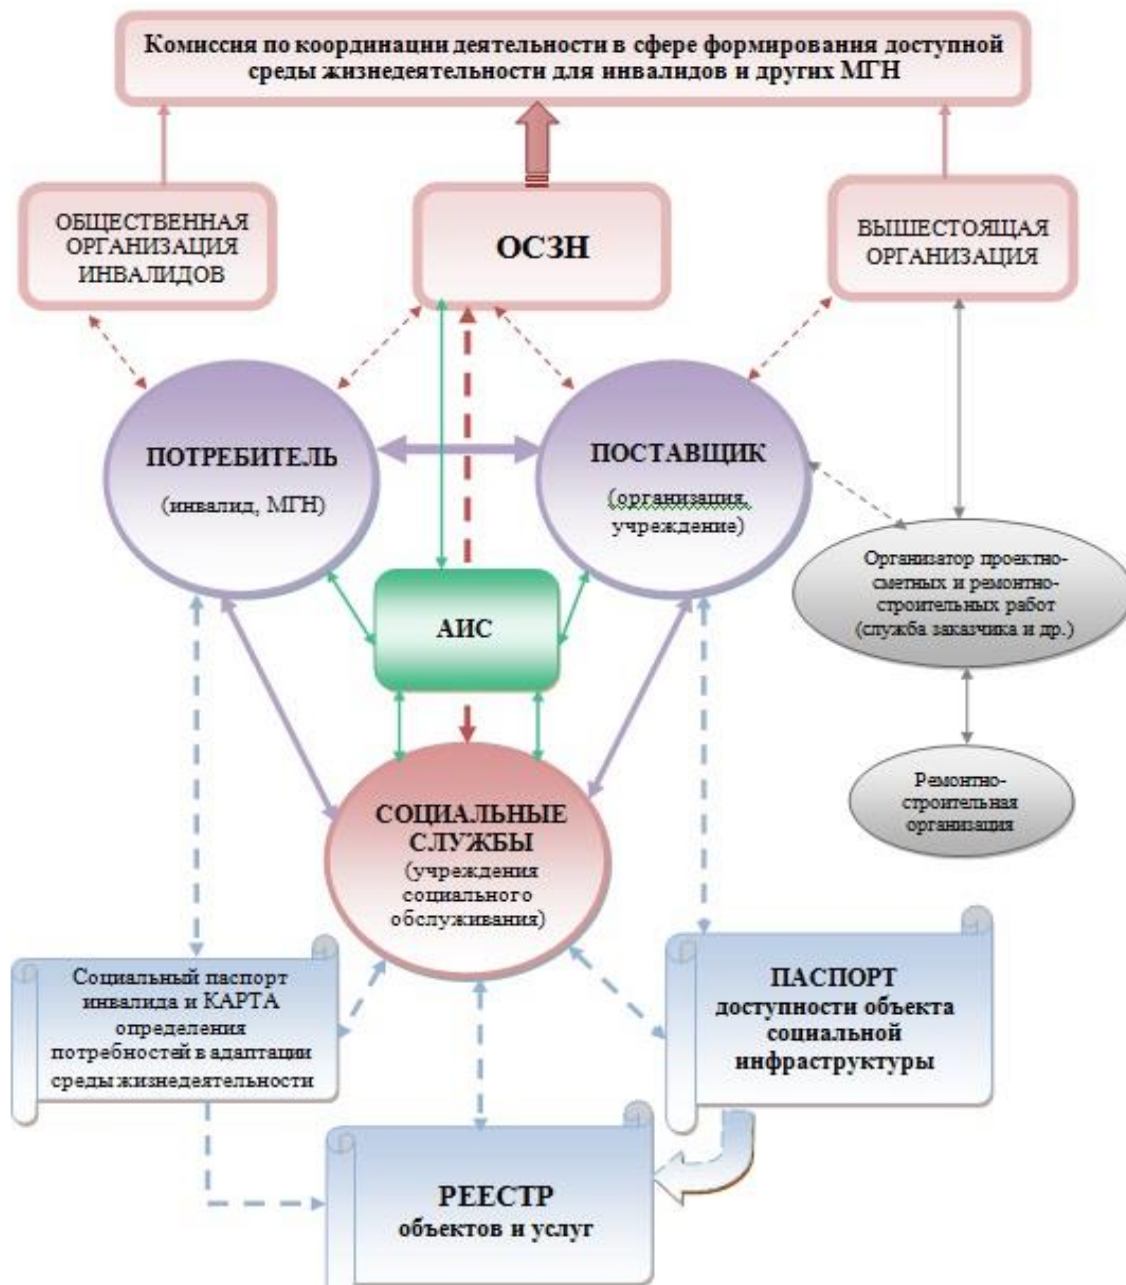 Комиссия по координации деятельности в сфере формирования доступной
среды жизнедеятельности для инвалидов и других МГН
ОБЩЕСТВЕННАЯ
ОРГАНИЗАЦИЯ
ИНВАЛИДОВ
ОСЗН
ВЫШЕСТОЯЩАЯ
ОРГАНИЗАЦИЯ
ПОТРЕБИТЕЛЬ
(инвалид, МГН)
ПОСТАВЩИК
(организация,
учреждение)
Организатор проектно-
сметных и ремонтно-
строительных работ
(служба заказчика и др.)
АИС
Ремонтно-
строительная
организация
СОЦИАЛЬНЫЕ
СЛУЖБЫ
(учреждения
социального
обслуживания)
Социальный паспорт
инвалида и КАРТА
определения
потребностей в адаптации
среды жизнедеятельности
ПАСПОРТ
доступности объекта
социальной
инфраструктуры
РЕЕСТР
объектов и услуг